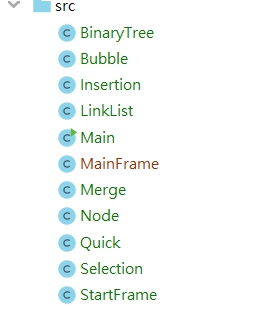 src
BinaryTree
Bubble
Insertion
LinkList
Main
MainFrame
Merge
Node
Quick
Selection
StartFrame